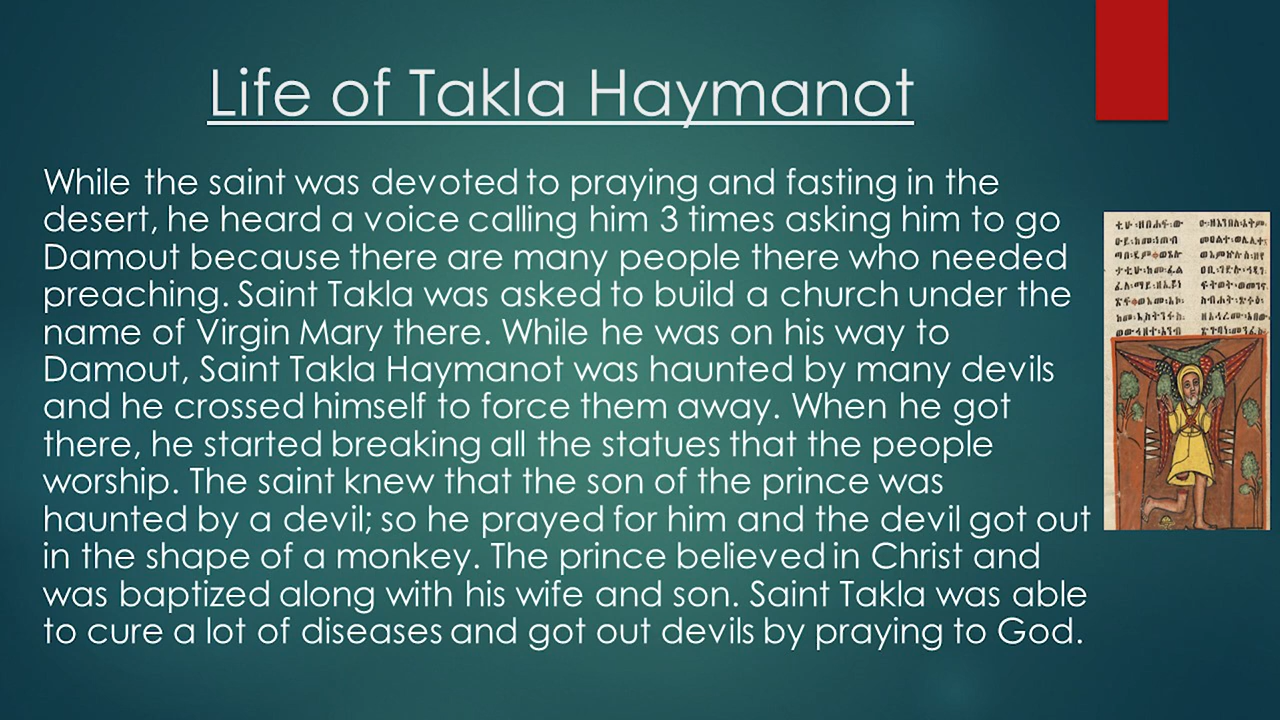 Life of Takla Haymanot
While the saint was devoted to praying and fasting in the
desert, he heard a voice calling him 3 times asking him to go
Damout because there are many people there who needed
preaching. Saint Takla was asked to build a church under the
name of Virgin Mary there. While he was on his way to
Damout, Saint Takla Haymanot was haunted by many devils
and he crossed himself to force them away. When he got
there, he started breaking all the statues that the people
worship. The saint knew that the son of the prince was
haunted by a devil; so he prayed for him and the devil got out
in the shape of a monkey. The prince believed in Christ and
was baptized along with his wife and son. Saint Takla was able
to cure a lot of diseases and got out devils by praying to God.